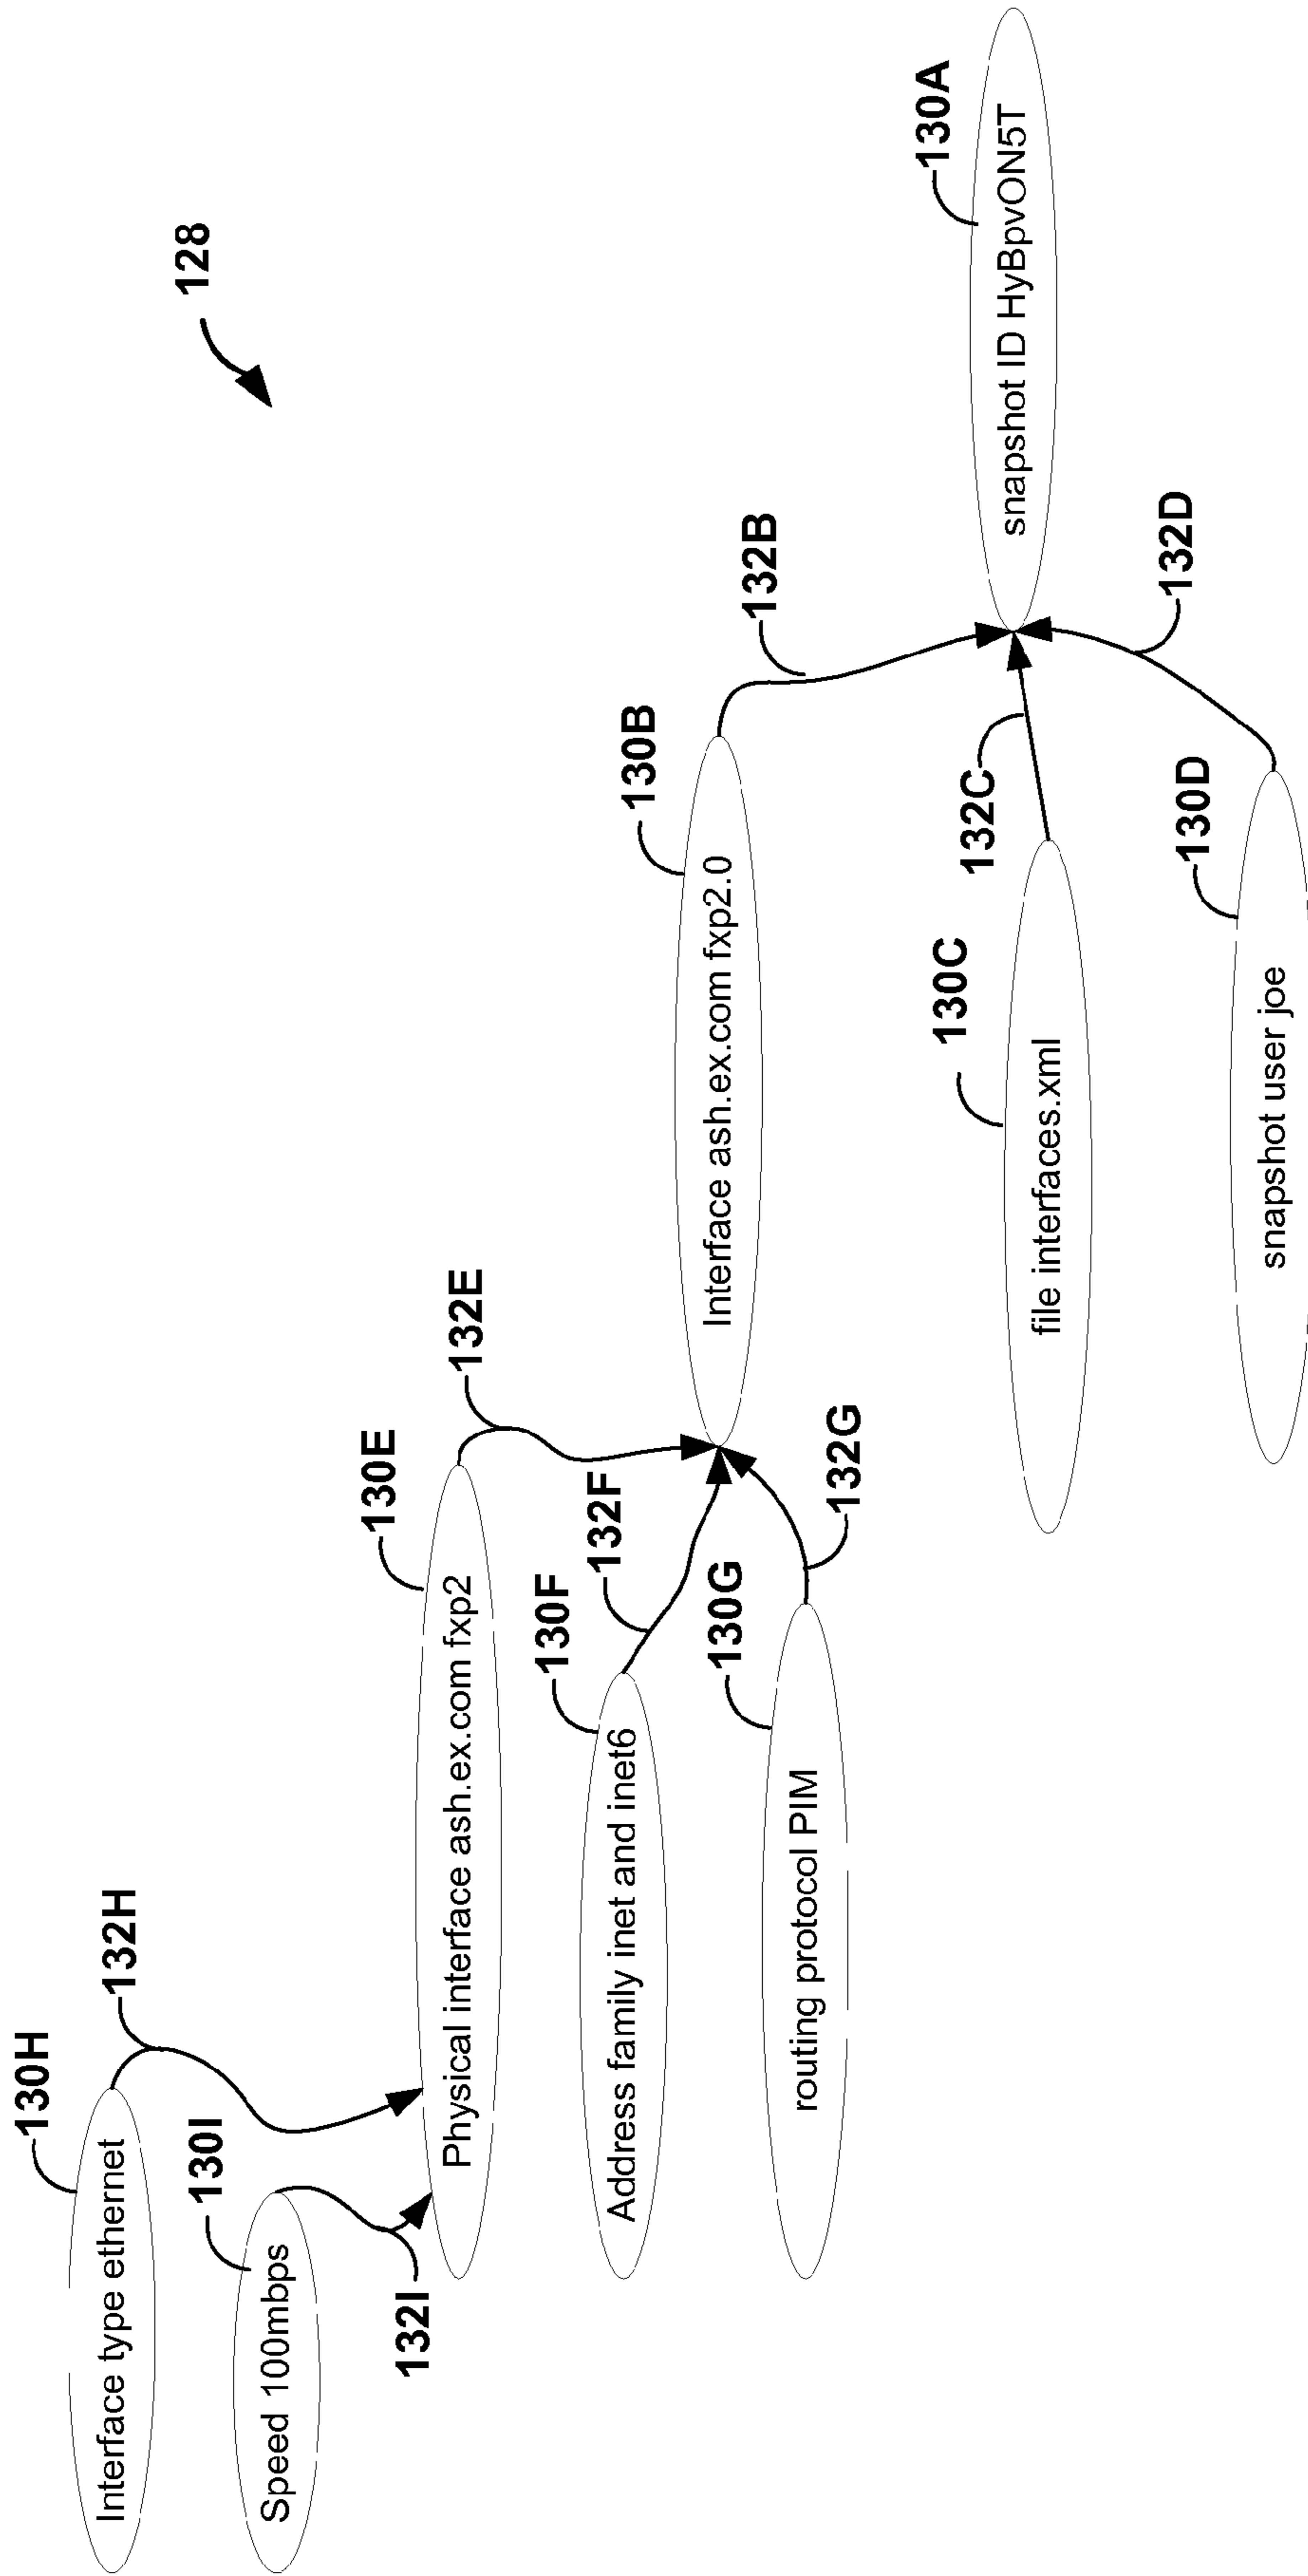 128
130H
132H
Interface type ethernet
130I
Speed 100mbps
132I
130E
132E
Physical interface ash.ex.com fxp2
130F
132F
Address family inet and inet6
130G
132G
routing protocol PIM
130B
132B
Interface ash.ex.com fxp2.0
130A
snapshot ID HyBpvON5T
130C
132C
file interfaces.xml
130D
132D
snapshot user joe